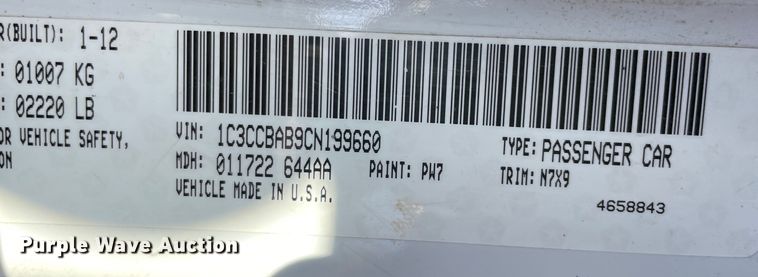 R(BUILT): 1-12
: 01007 KG
: 02220 LB
OR VEHICLE SAFETY,
ON
VIN: 1C3CCBAB9CN199660
MDH: 011722 644AA PAINT: PW7
VEHICLE MADE IN U.S.A.
TYPE: PASSENGER CAR
TRIM: N7X9
4658843
Purple Wave Auction